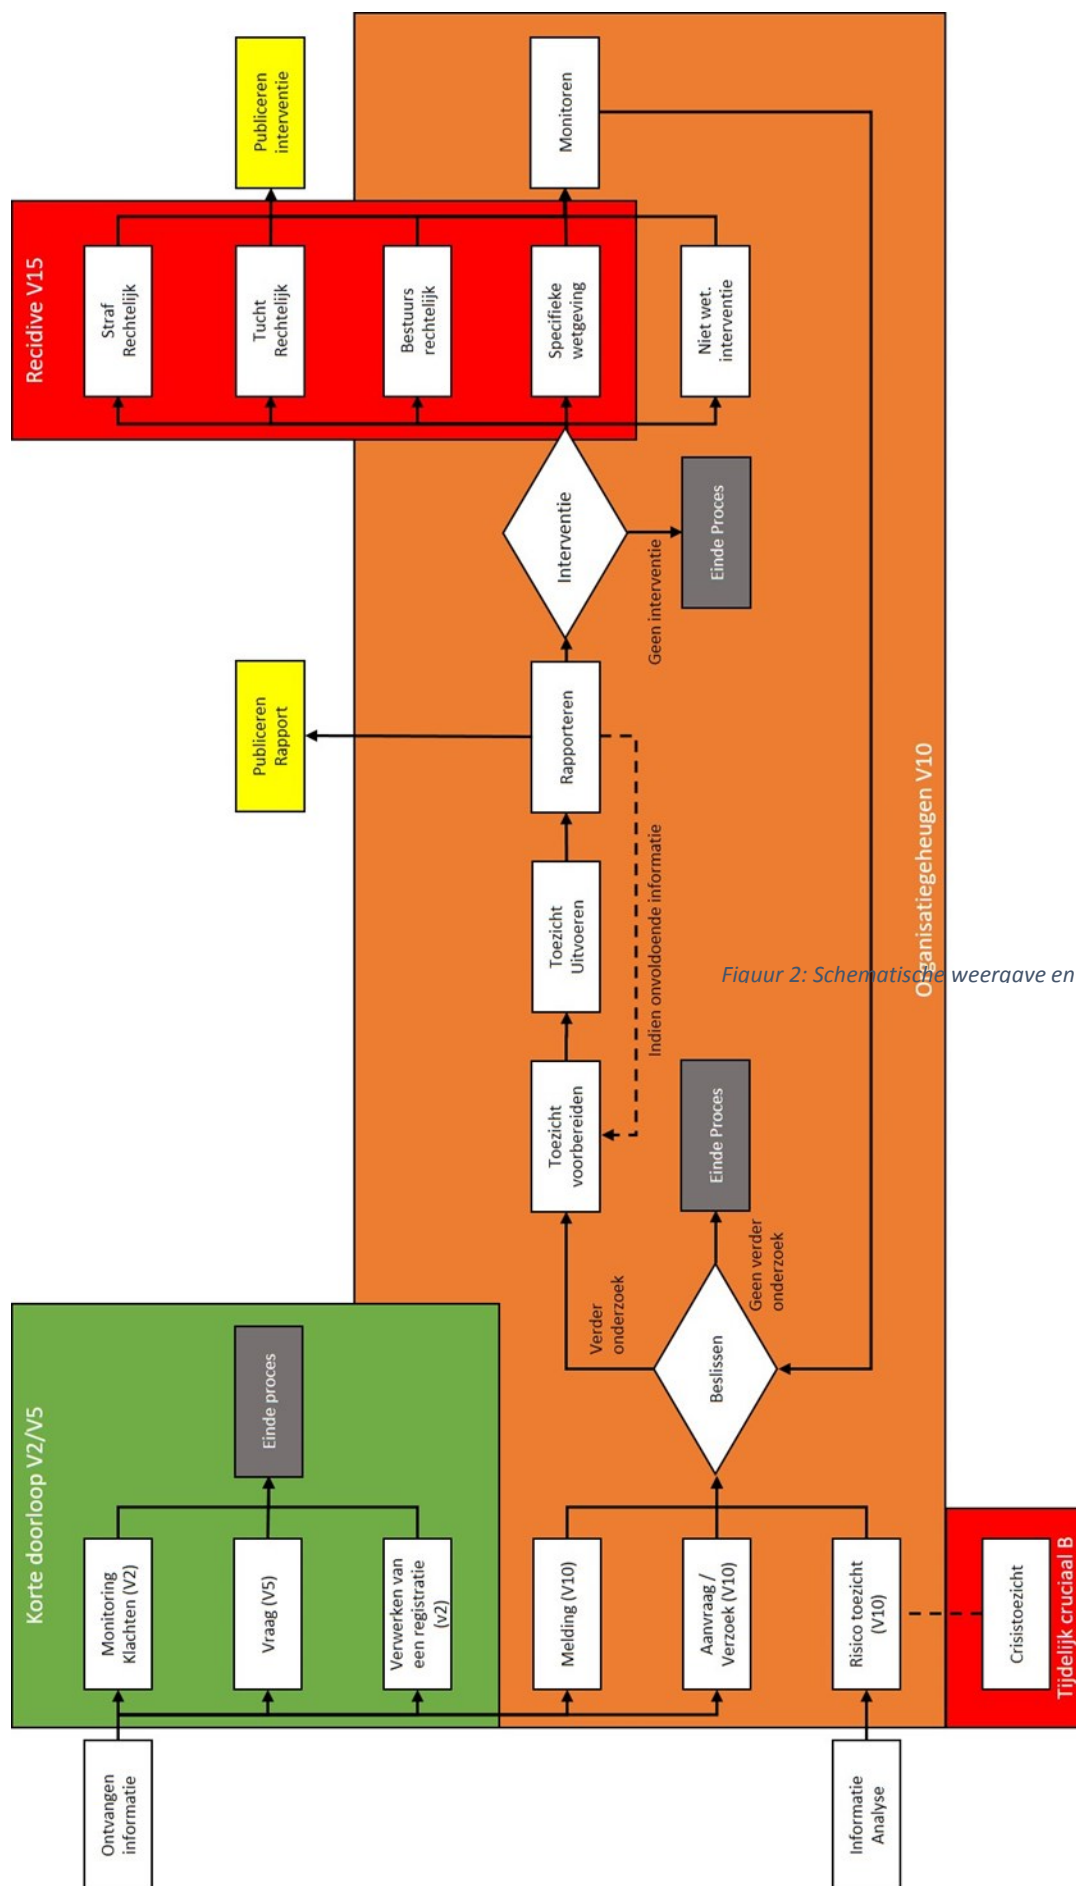 Korte doorloop V2/V5
Recidive V15
Ontvangen
informatie
Monitoring
Klachten (V2)
Vraag (V5)
Verwerken van
een registratie
(v2)
Einde proces
Melding (V10)
Aanvraag /
Verzoek (V10)
Risico toezicht
(V10)
Informatie
Analyse
Crisistoezicht
Tijdelijk cruciaal B
Beslissen
Verder
onderzoek
Geen verder
onderzoek
Einde Proces
Toezicht
voorbereiden
Toezicht
Uitvoeren
Rapporteren
Indien onvoldoende informatie
Publiceren
Rapport
Interventie
Geen interventie
Einde Proces
Straf
Rechtelijk
Tucht
Rechtelijk
Bestuurs
rechtelijk
Specifieke
wetgeving
Niet wet.
interventie
Publiceren
interventie
Monitoren
Organisatiegeheugen V10
Figuur 2: Schematische weergave en